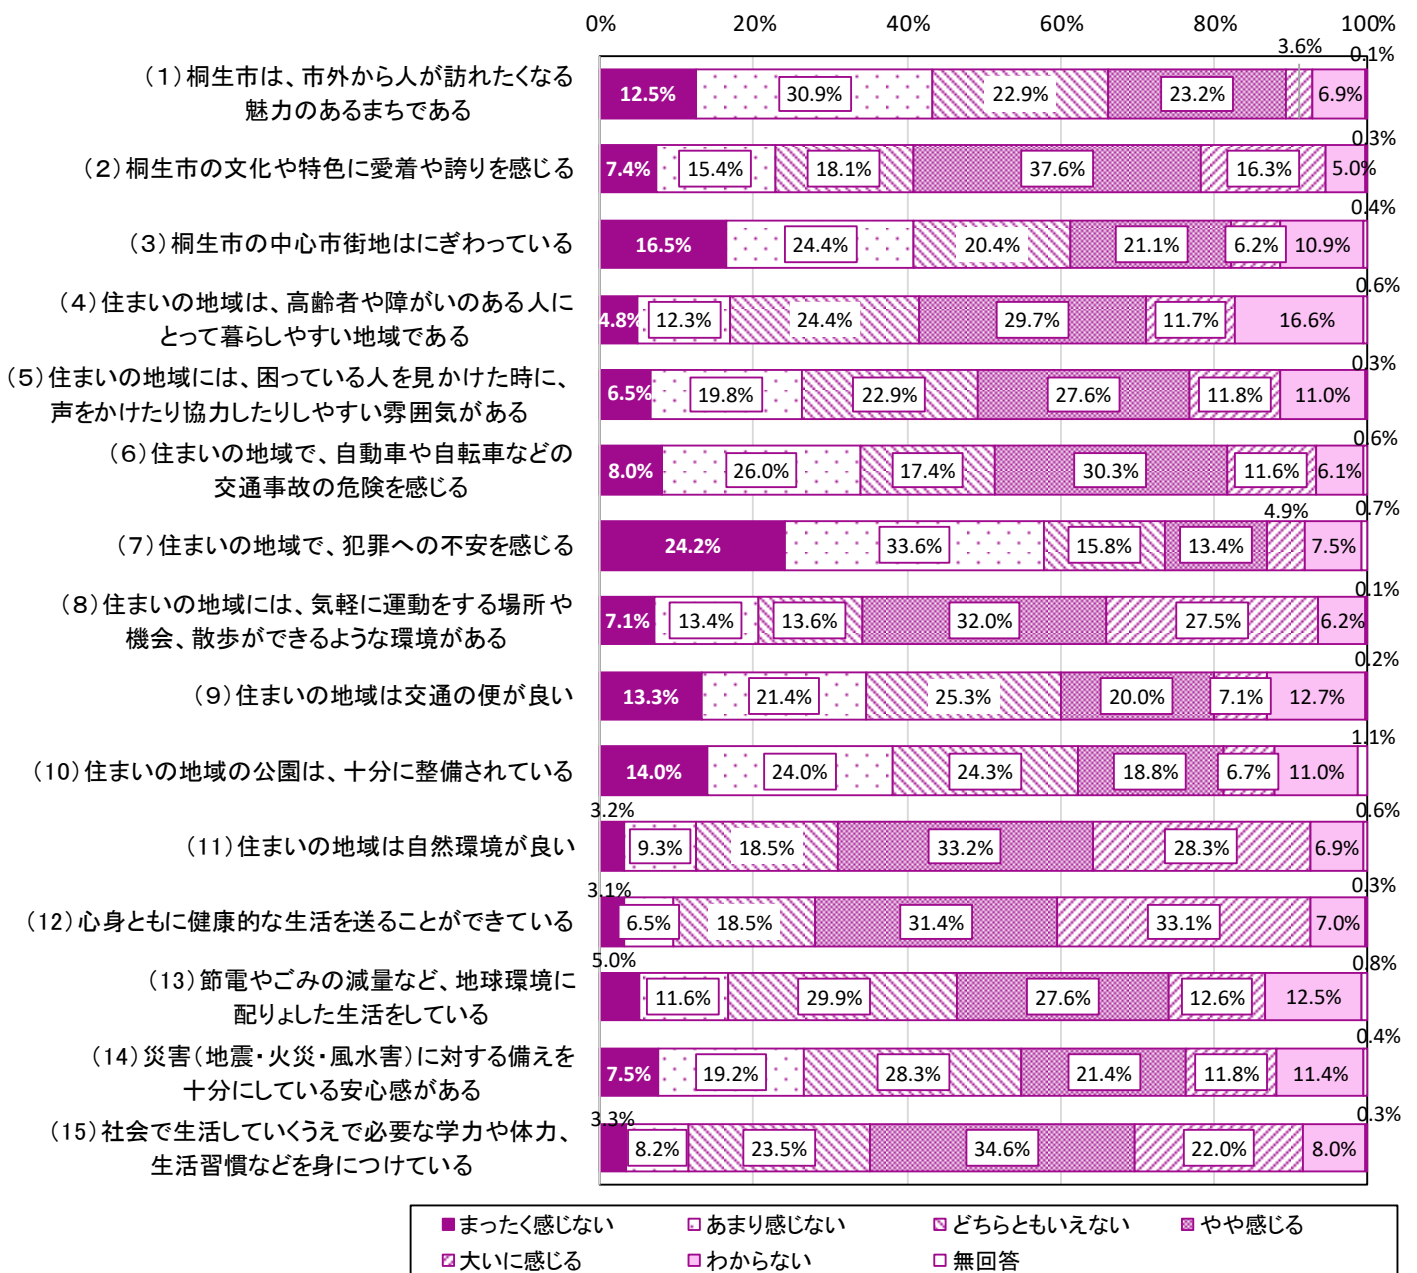 0% 20% 40% 60% 80% 100%
3.6% 0.1%
(1)桐生市は、市外から人が訪れたくなる
魅力のあるまちである
12.5% 30.9% 22.9% 23.2% 6.9%
0.3%
(2)桐生市の文化や特色に愛着や誇りを感じる
7.4% 15.4% 18.1% 37.6% 16.3% 5.0%
0.4%
(3)桐生市の中心市街地はにぎわっている
16.5% 24.4% 20.4% 21.1% 6.2% 10.9%
0.6%
(4)住まいの地域は、高齢者や障がいのある人に
とって暮らしやすい地域である
4.8% 12.3% 24.4% 29.7% 11.7% 16.6%
0.3%
(5)住まいの地域には、困っている人を見かけた時に、
声をかけたり協力したりしやすい雰囲気がある
6.5% 19.8% 22.9% 27.6% 11.8% 11.0%
0.6%
(6)住まいの地域で、自動車や自転車などの
交通事故の危険を感じる
8.0% 26.0% 17.4% 30.3% 11.6% 6.1%
4.9% 0.7%
(7)住まいの地域で、犯罪への不安を感じる
24.2% 33.6% 15.8% 13.4% 7.5%
0.1%
(8)住まいの地域には、気軽に運動をする場所や
機会、散歩ができるような環境がある
7.1% 13.4% 13.6% 32.0% 27.5% 6.2%
0.2%
(9)住まいの地域は交通の便が良い
13.3% 21.4% 25.3% 20.0% 7.1% 12.7%
1.1%
(10)住まいの地域の公園は、十分に整備されている
14.0% 24.0% 24.3% 18.8% 6.7% 11.0%
3.2% 0.6%
(11)住まいの地域は自然環境が良い
9.3% 18.5% 33.2% 28.3% 6.9%
3.1% 0.3%
(12)心身ともに健康的な生活を送ることができている
6.5% 18.5% 31.4% 33.1% 7.0%
5.0% 0.8%
(13)節電やごみの減量など、地球環境に
配りょした生活をしている
11.6% 29.9% 27.6% 12.6% 12.5%
0.4%
(14)災害(地震・火災・風水害)に対する備えを
十分にしている安心感がある
7.5% 19.2% 28.3% 21.4% 11.8% 11.4%
3.3% 0.3%
(15)社会で生活していくうえで必要な学力や体力、
生活習慣などを身につけている
8.2% 23.5% 34.6% 22.0% 8.0%
まったく感じない あまり感じない どちらともいえない やや感じる
大いに感じる わからない 無回答